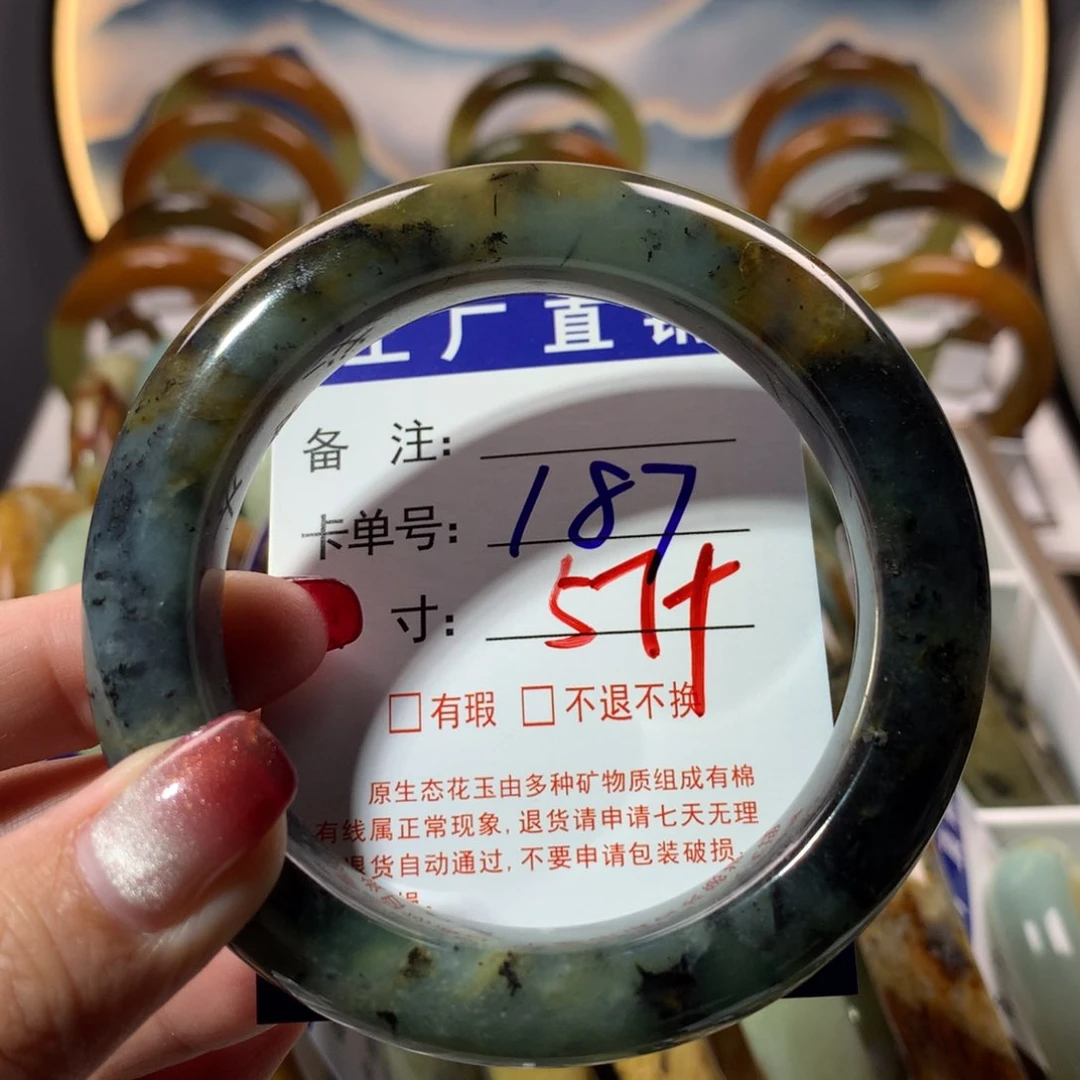 工厂直销
备 注:
卡单号: 187
寸: 57+
□有瑕 □不退不换
原生态花玉由多种矿物质组成有棉
有线属正常现象, 退货请申请七天无理
退货自动通过, 不要申请包装破损,